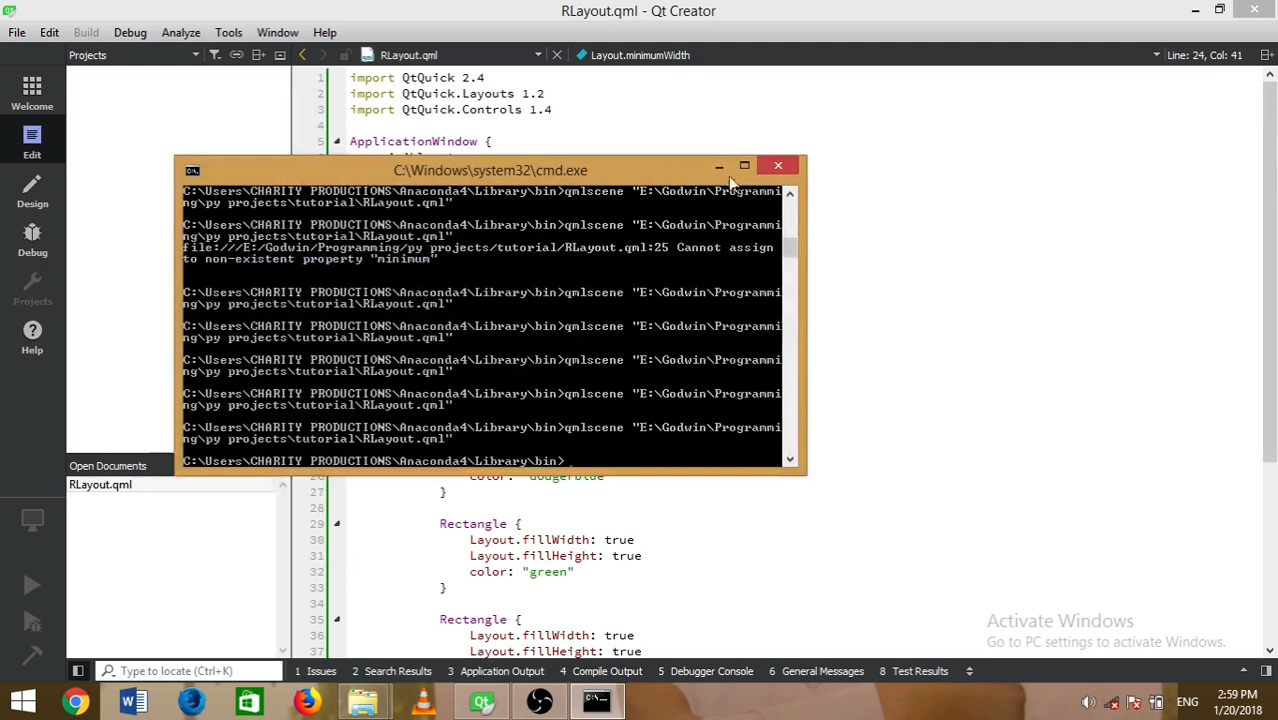 RLayout.qml - Qt Creator
File Edit Build Debug Analyze Tools Window Help
Projects RLayout.qml Layout.minimumWidth Line: 24, Col: 41
Welcome
Edit
Design
Debug
Projects
Help
1 import QtQuick 2.4
2 import QtQuick.Layouts 1.2
3 import QtQuick.Controls 1.4
4
5 ApplicationWindow {
C:\Windows\system32\cmd.exe
C:\Users\CHARITY PRODUCTIONS\Anaconda4\Library\bin>qmlscene "E:\Godwin\Programmi
ng\py projects\tutorial\RLayout.qml"
C:\Users\CHARITY PRODUCTIONS\Anaconda4\Library\bin>qmlscene "E:\Godwin\Programmi
ng\py projects\tutorial\RLayout.qml"
file:///E:/Godwin/Programming/py projects/tutorial/RLayout.qml:25 Cannot assign
to non-existent property "minimum"
C:\Users\CHARITY PRODUCTIONS\Anaconda4\Library\bin>qmlscene "E:\Godwin\Programmi
ng\py projects\tutorial\RLayout.qml"
C:\Users\CHARITY PRODUCTIONS\Anaconda4\Library\bin>qmlscene "E:\Godwin\Programmi
ng\py projects\tutorial\RLayout.qml"
C:\Users\CHARITY PRODUCTIONS\Anaconda4\Library\bin>qmlscene "E:\Godwin\Programmi
ng\py projects\tutorial\RLayout.qml"
C:\Users\CHARITY PRODUCTIONS\Anaconda4\Library\bin>qmlscene "E:\Godwin\Programmi
ng\py projects\tutorial\RLayout.qml"
C:\Users\CHARITY PRODUCTIONS\Anaconda4\Library\bin>qmlscene "E:\Godwin\Programmi
ng\py projects\tutorial\RLayout.qml"
C:\Users\CHARITY PRODUCTIONS\Anaconda4\Library\bin>_
Open Documents
RLayout.qml
color: "dodgerblue"
27 }
28
29 Rectangle {
30 Layout.fillWidth: true
31 Layout.fillHeight: true
32 color: "green"
33 }
34
35 Rectangle {
36 Layout.fillWidth: true
37 Layout.fillHeight: true
Activate Windows
Go to PC settings to activate Windows.
Type to locate (Ctrl+K) 1 Issues 2 Search Results 3 Application Output 4 Compile Output 5 Debugger Console 6 General Messages 8 Test Results
ENG
2:59 PM
1/20/2018